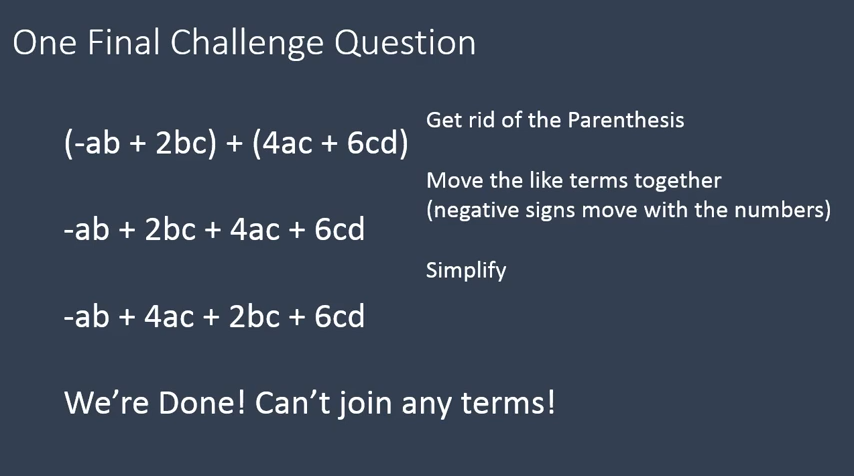 One Final Challenge Question
(-ab + 2bc) + (4ac + 6cd)
-ab + 2bc + 4ac + 6cd
-ab + 4ac + 2bc + 6cd
We're Done! Can't join any terms!
Get rid of the Parenthesis
Move the like terms together
(negative signs move with the numbers)
Simplify